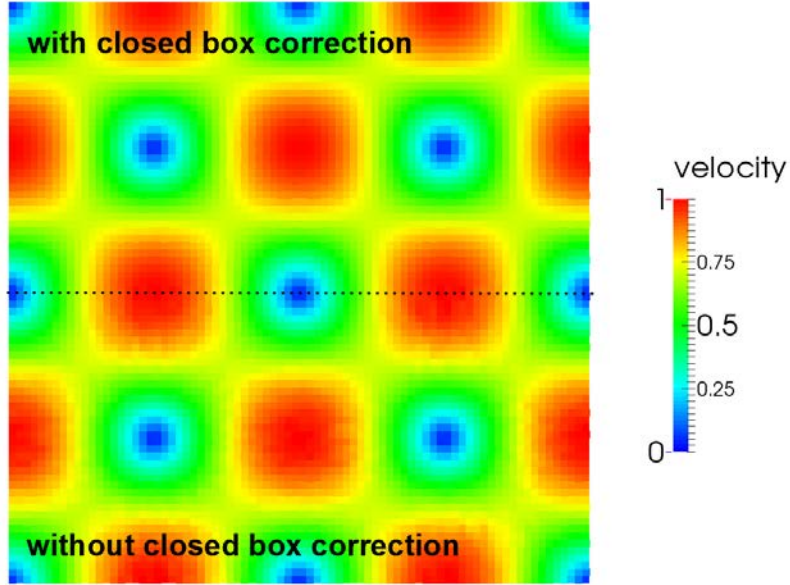 with closed box correction
velocity
1
0.75
0.5
0.25
0
without closed box correction